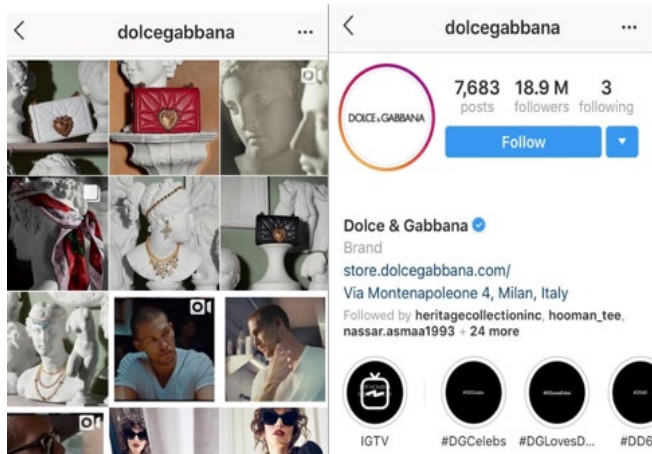 dolcegabbana
dolcegabbana
DOLCE & GABBANA
7,683 18.9 M 3
posts followers following
Follow
Dolce & Gabbana
Brand
store.dolcegabbana.com/
Via Montenapoleone 4, Milan, Italy
Followed by heritagecollectioninc, hooman_tee,
nassar.asmaa1993 + 24 more
#DGCelebs
IGTV #DGCelebs #DGLovesD... #DD6